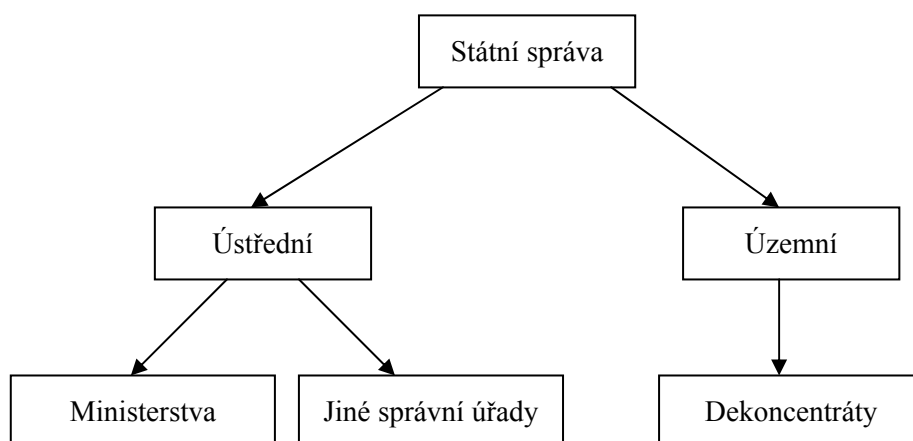 Státní správa
Ústřední
Územní
Ministerstva
Jiné správní úřady
Dekoncentráty